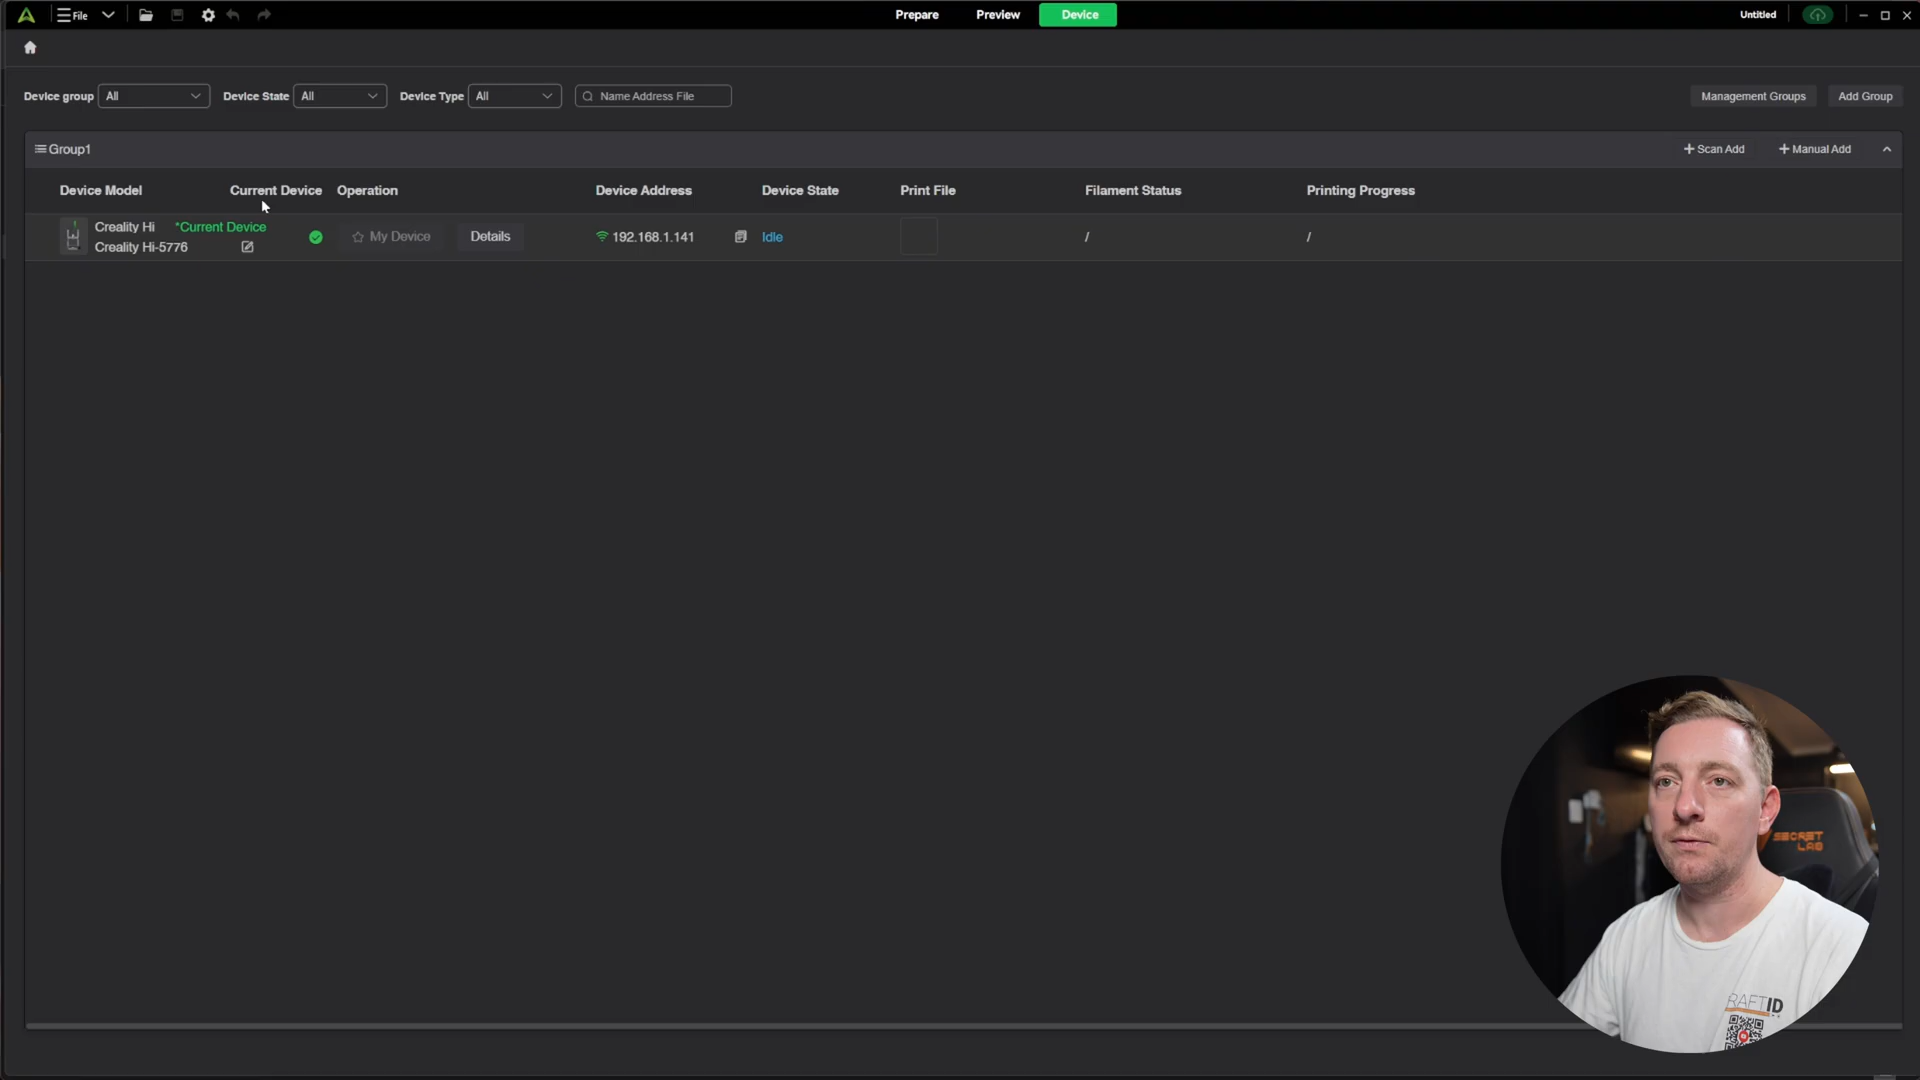 File
Prepare
Preview
Device
Untitled
Device group
All
Device State
All
Device Type
All
Name Address File
Management Groups
Add Group
Group1
Scan Add
Manual Add
Device Model
Current Device
Operation
Device Address
Device State
Print File
Filament Status
Printing Progress
Creality Hi
*Current Device
Creality Hi-5776
My Device
Details
192.168.1.141
Idle
/
/
SECRET
LAB
RAFTID